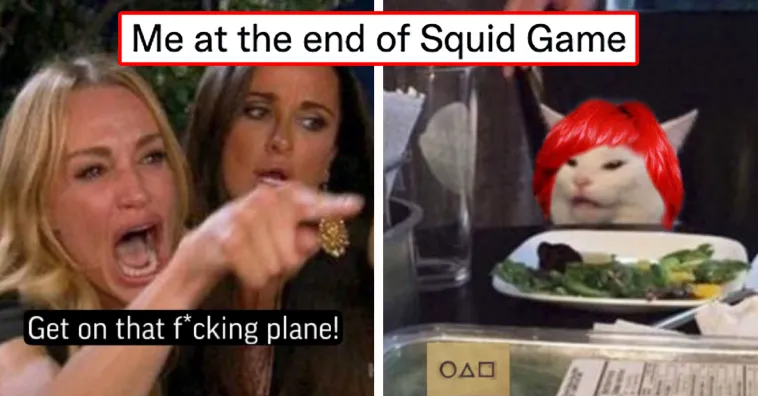 Me at the end of Squid Game
Get on that f*cking plane!
○△□